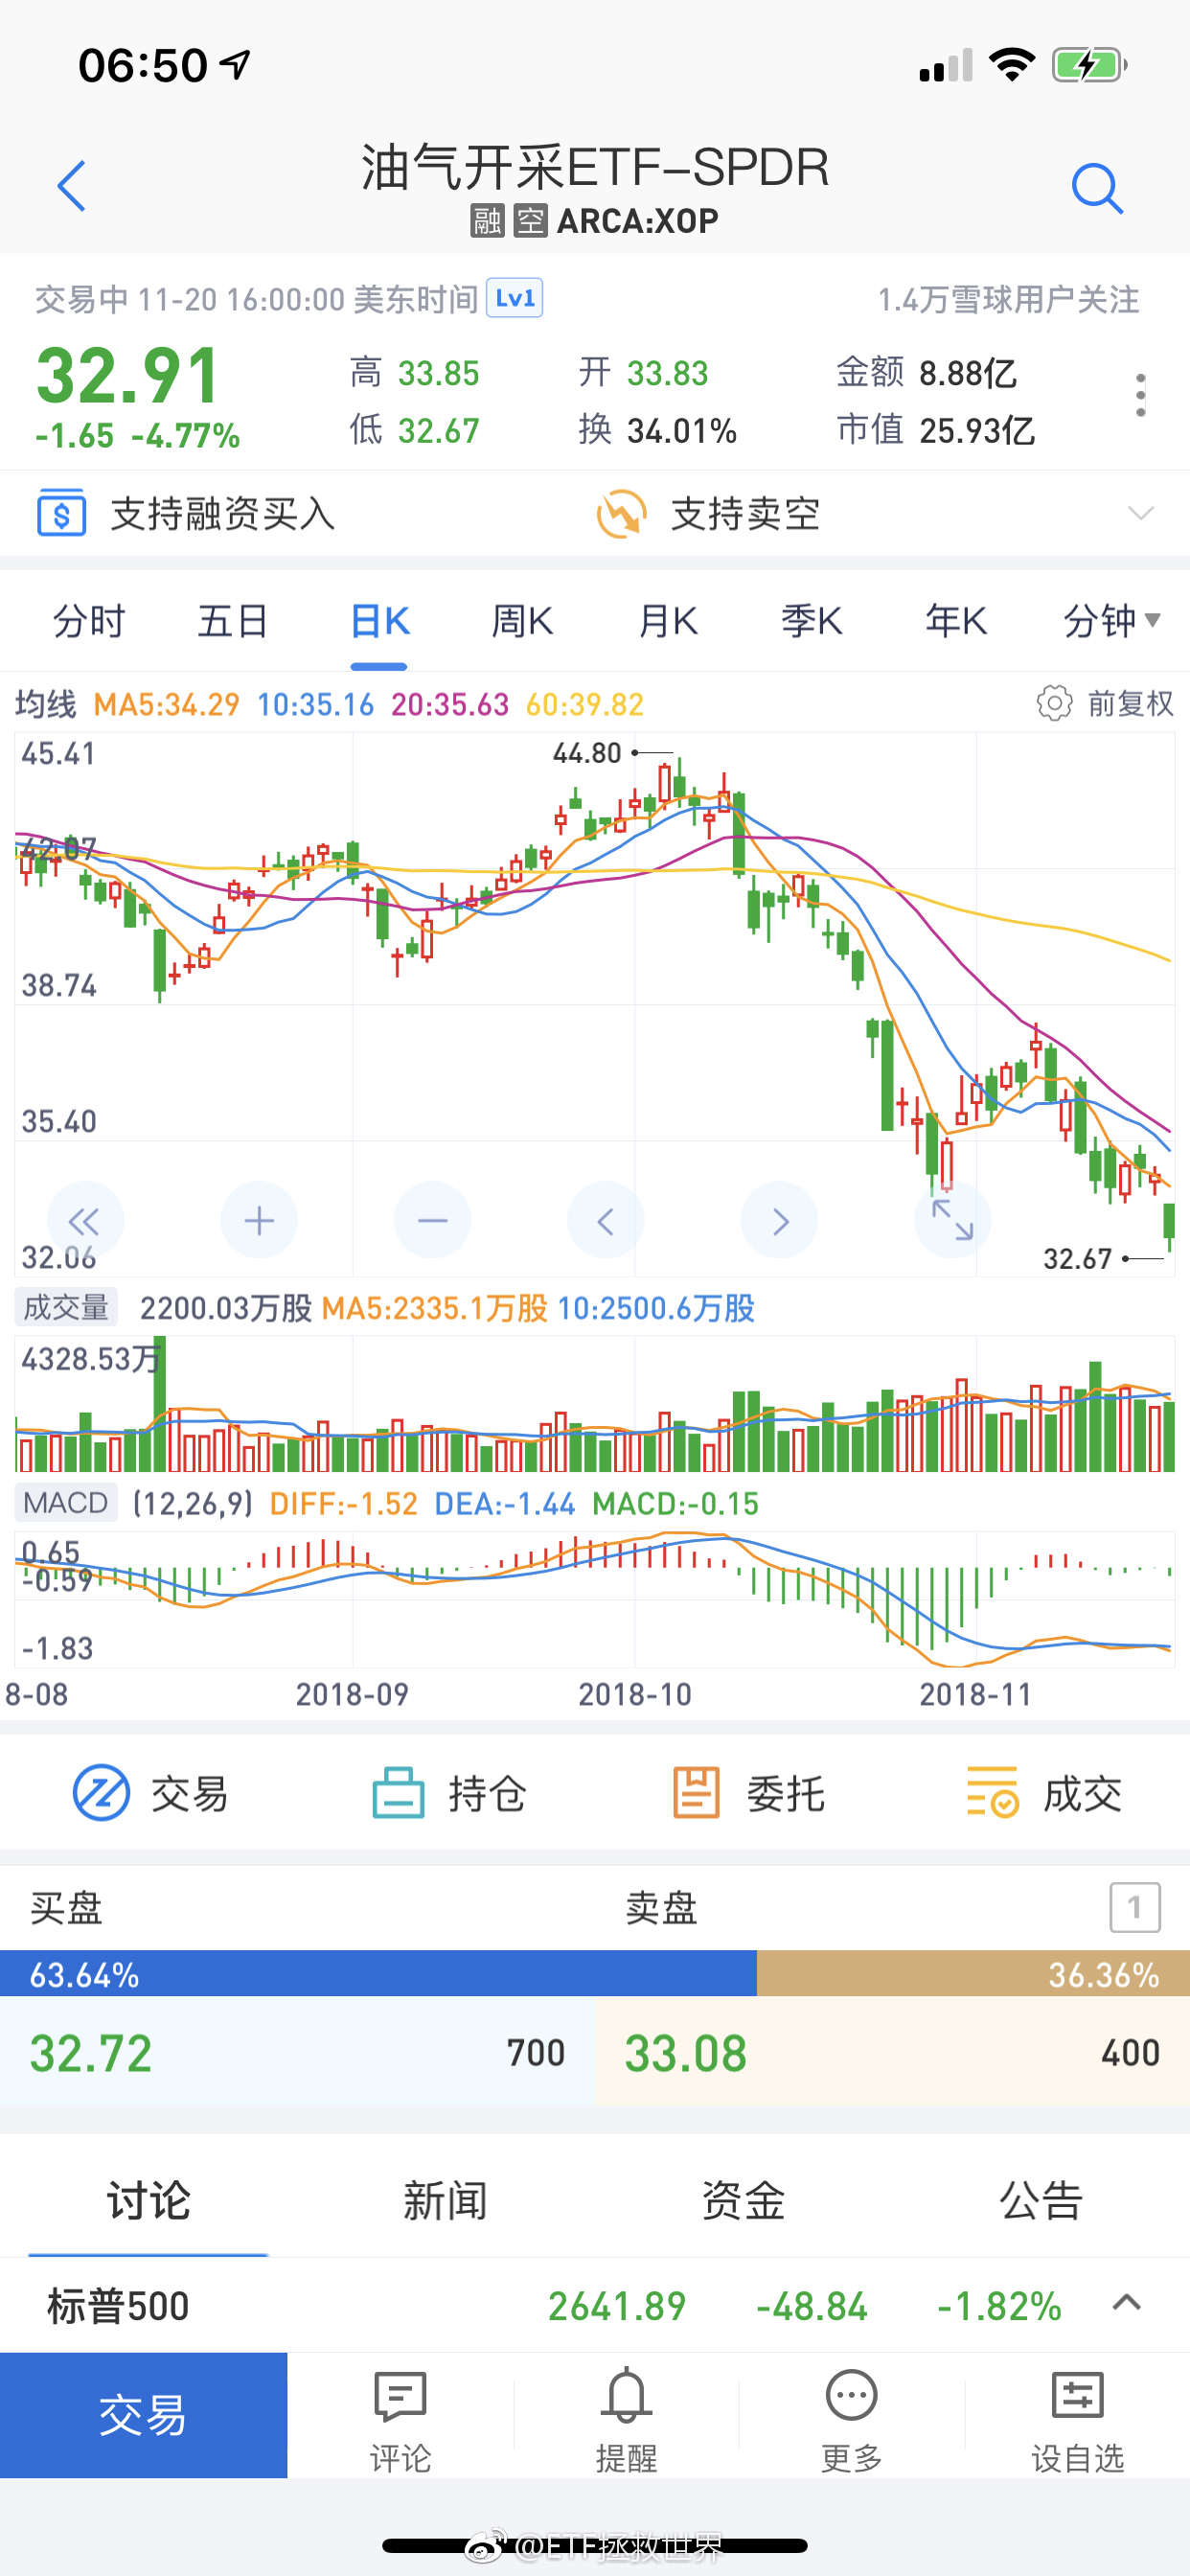 06:50
油气开采ETF-SPDR
融 空 ARCA:XOP
交易中 11-20 16:00:00 美东时间 Lv1 1.4万雪球用户关注
32.91 高 33.85 开 33.83 金额 8.88亿
-1.65 -4.77% 低 32.67 换 34.01% 市值 25.93亿
$ 支持融资买入 支持卖空
分时 五日 日K 周K 月K 季K 年K 分钟
均线 MA5:34.29 10:35.16 20:35.63 60:39.82 前复权
45.41
44.80
42.07
38.74
35.40
32.06
32.67
成交量 2200.03万股 MA5:2335.1万股 10:2500.6万股
4328.53万
MACD (12,26,9) DIFF:-1.52 DEA:-1.44 MACD:-0.15
0.65
-0.59
-1.83
8-08 2018-09 2018-10 2018-11
交易 持仓 委托 成交
买盘 卖盘 1
63.64% 36.36%
32.72 700 33.08 400
讨论 新闻 资金 公告
标普500 2641.89 -48.84 -1.82%
交易 评论 提醒 更多 设自选
@ETF拯救世界